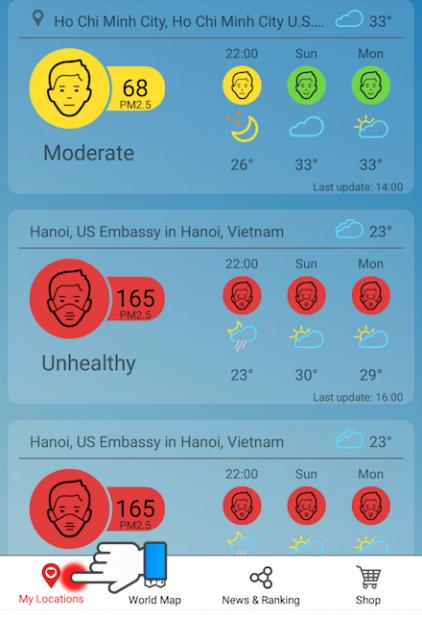 Ho Chi Minh City, Ho Chi Minh City U.S.... 33°
22:00 Sun Mon
68
PM2.5
Moderate
26° 33° 33°
Last update: 14:00
Hanoi, US Embassy in Hanoi, Vietnam 23°
22:00 Sun Mon
165
PM2.5
Unhealthy
23° 30° 29°
Last update: 16:00
Hanoi, US Embassy in Hanoi, Vietnam 23°
22:00 Sun Mon
165
PM2.5
My Locations World Map News & Ranking Shop